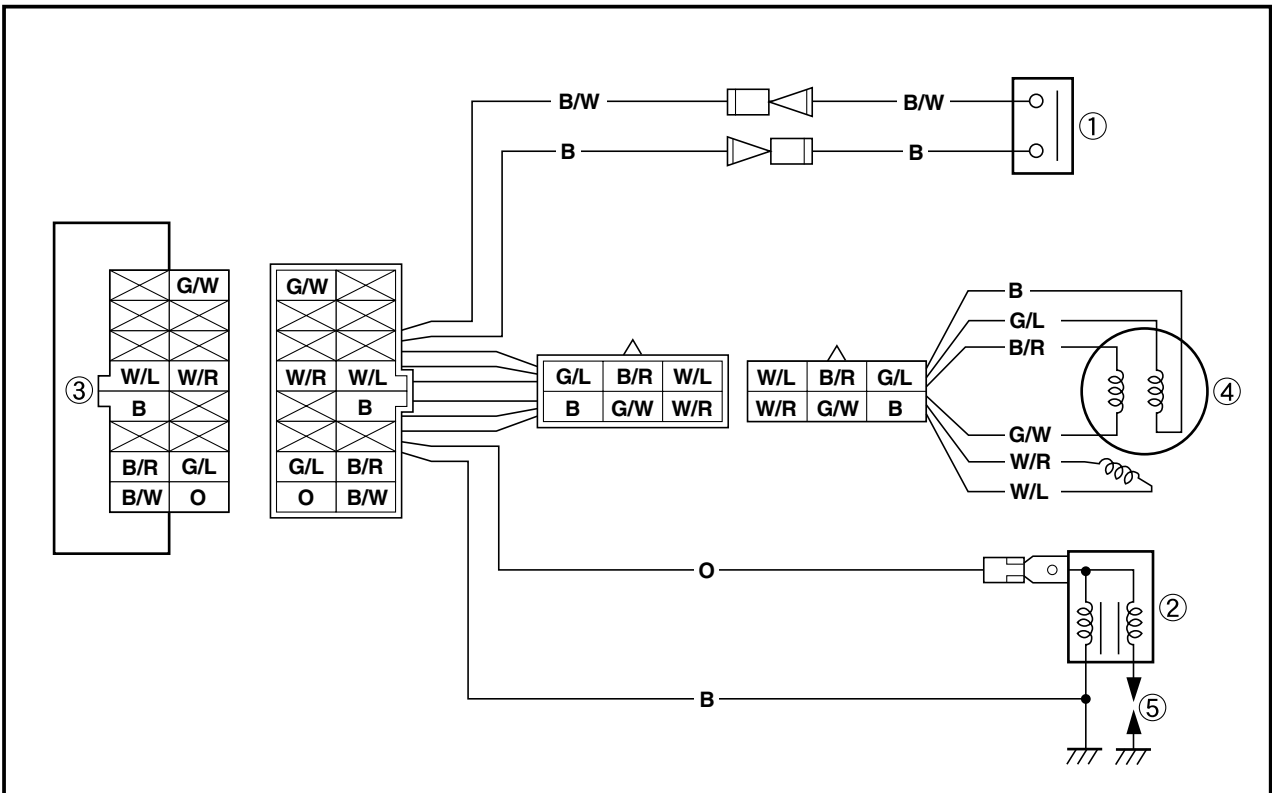 B/W B/W
①
B B
G/W G/W
B
G/L
B/R
③
W/L W/R W/R W/L G/L B/R W/L W/L B/R G/L
④
B B B G/W W/R W/R G/W B
G/W
B/R G/L G/L B/R W/R
B/W O O B/W W/L
O
②
B
⑤